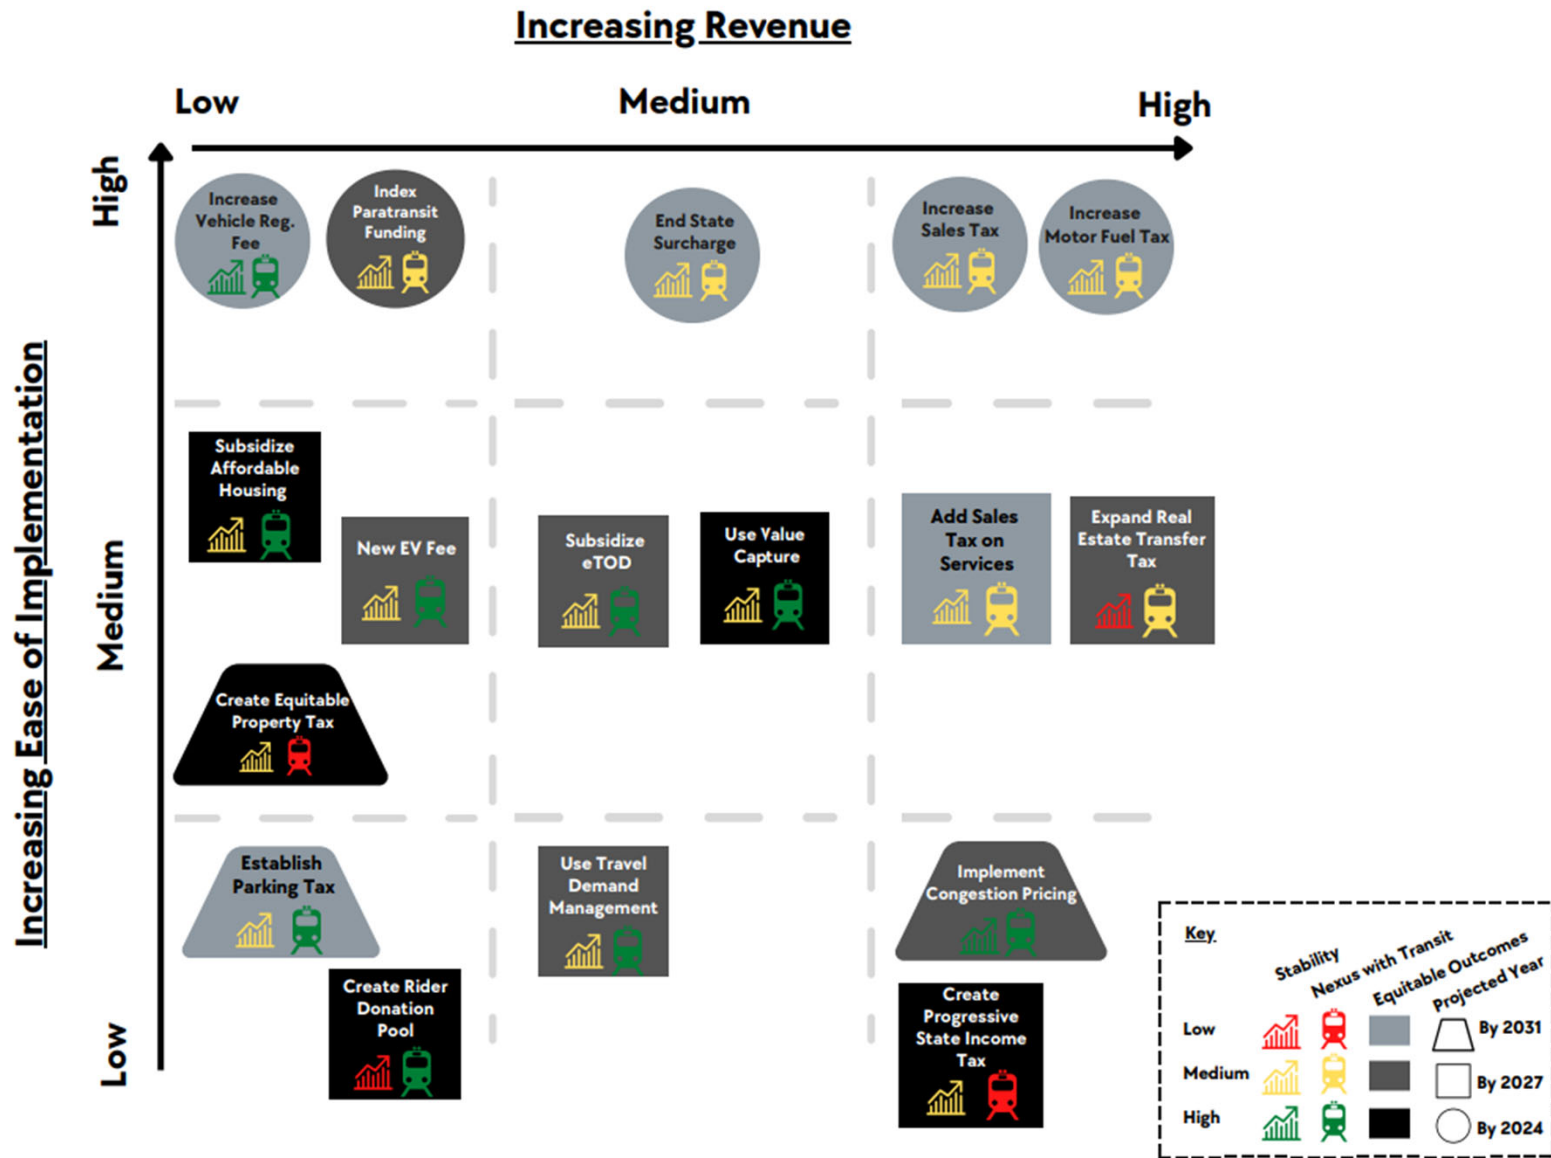 Increasing Revenue
Low
Medium
High
Increasing Ease of Implementation
High
Medium
Low
Increase
Vehicle Reg.
Fee
Index
Paratransit
Funding
End State
Surcharge
Increase
Sales Tax
Increase
Motor Fuel Tax
Subsidize
Affordable
Housing
New EV Fee
Subsidize
eTOD
Use Value
Capture
Add Sales
Tax on
Services
Expand Real
Estate Transfer
Tax
Create Equitable
Property Tax
Establish
Parking Tax
Use Travel
Demand
Management
Implement
Congestion Pricing
Create Rider
Donation
Pool
Create
Progressive
State Income
Tax
Key
Stability
Nexus with Transit
Equitable Outcomes
Projected Year
Low
By 2031
Medium
By 2027
High
By 2024